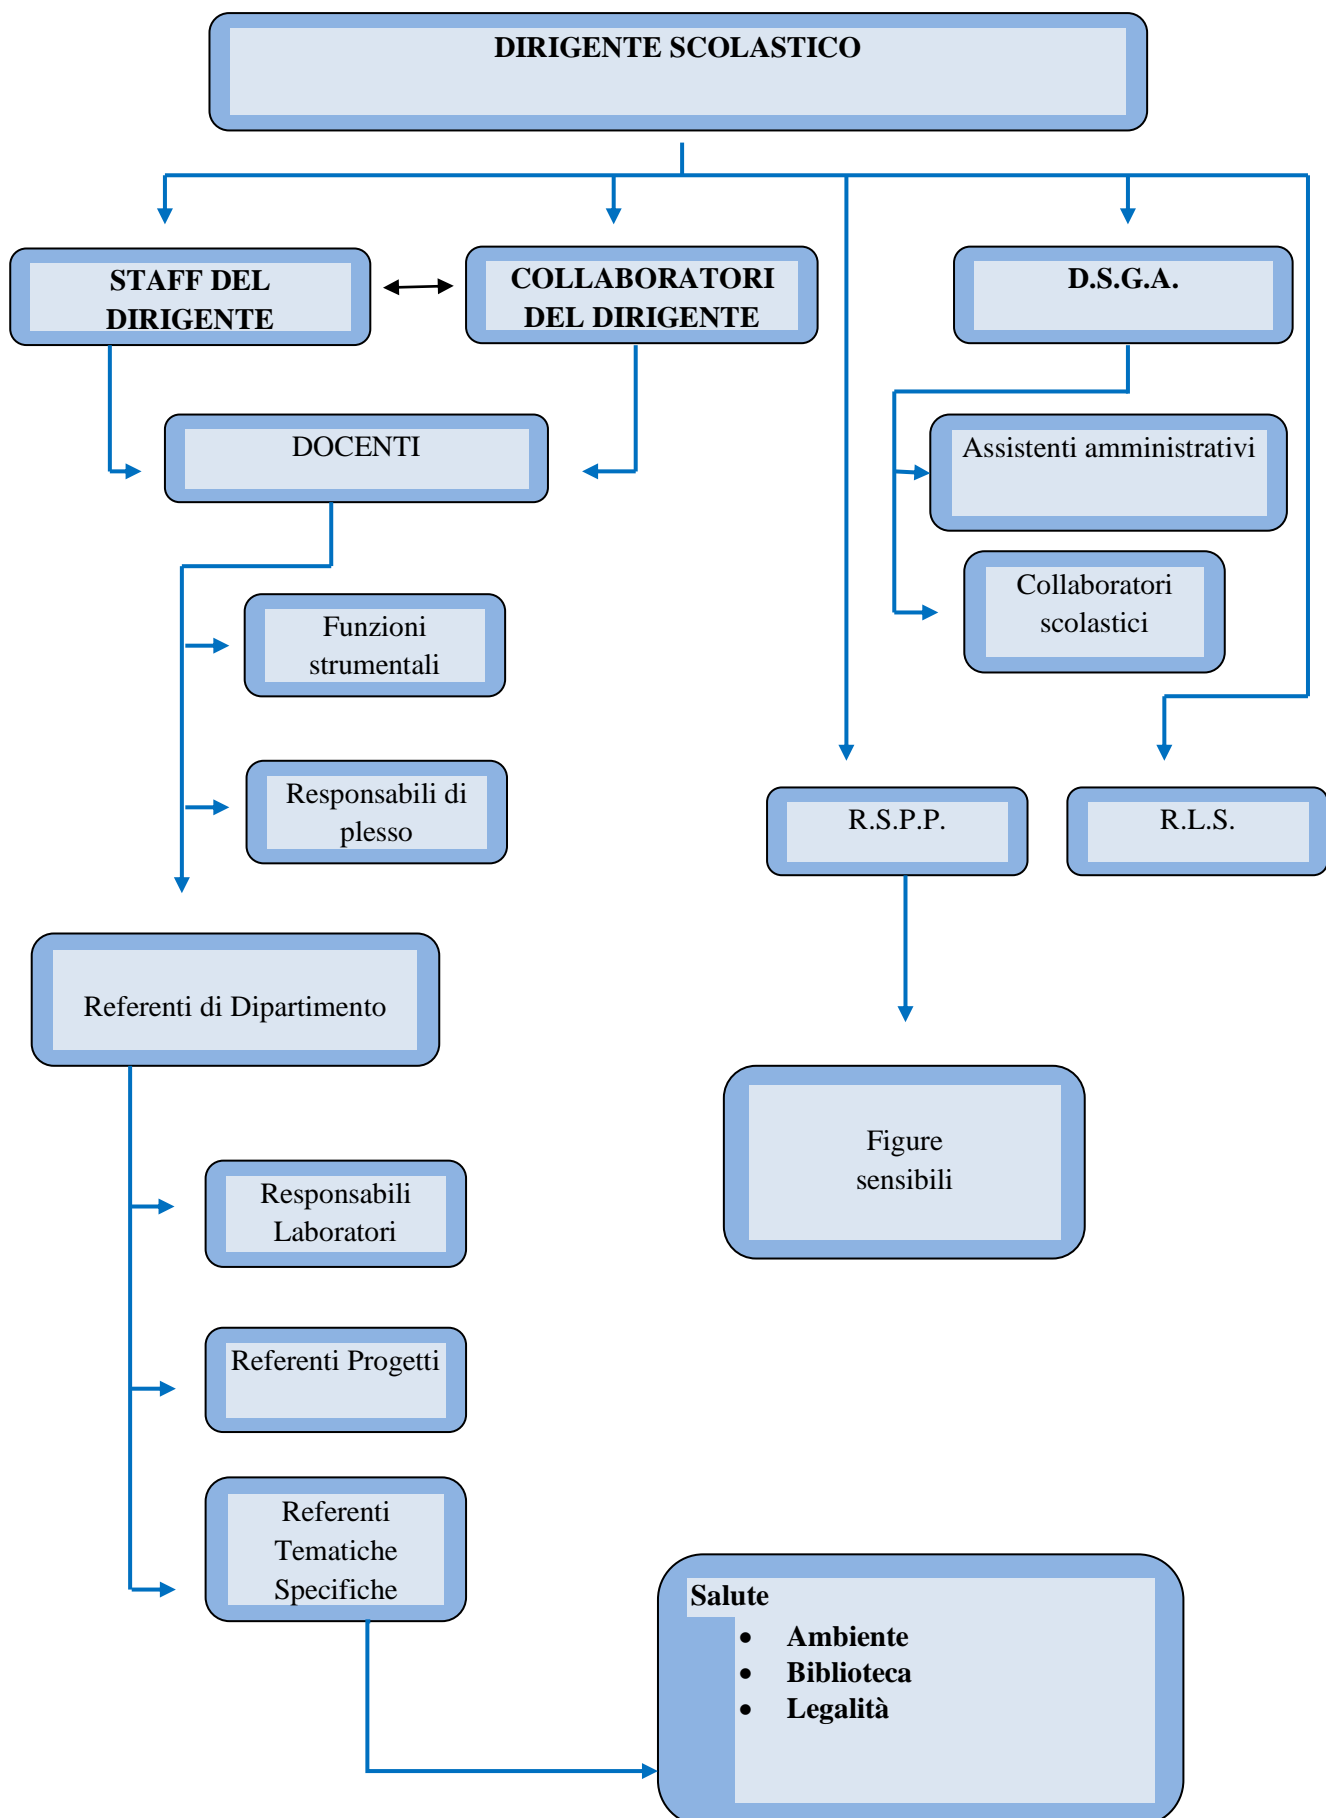 DIRIGENTE SCOLASTICO
STAFF DEL
DIRIGENTE
COLLABORATORI
DEL DIRIGENTE
D.S.G.A.
DOCENTI
Assistenti amministrativi
Collaboratori
scolastici
Funzioni
strumentali
Responsabili di
plesso
R.S.P.P.
R.L.S.
Referenti di Dipartimento
Figure
sensibili
Responsabili
Laboratori
Referenti Progetti
Referenti
Tematiche
Specifiche
Salute
• Ambiente
• Biblioteca
• Legalità